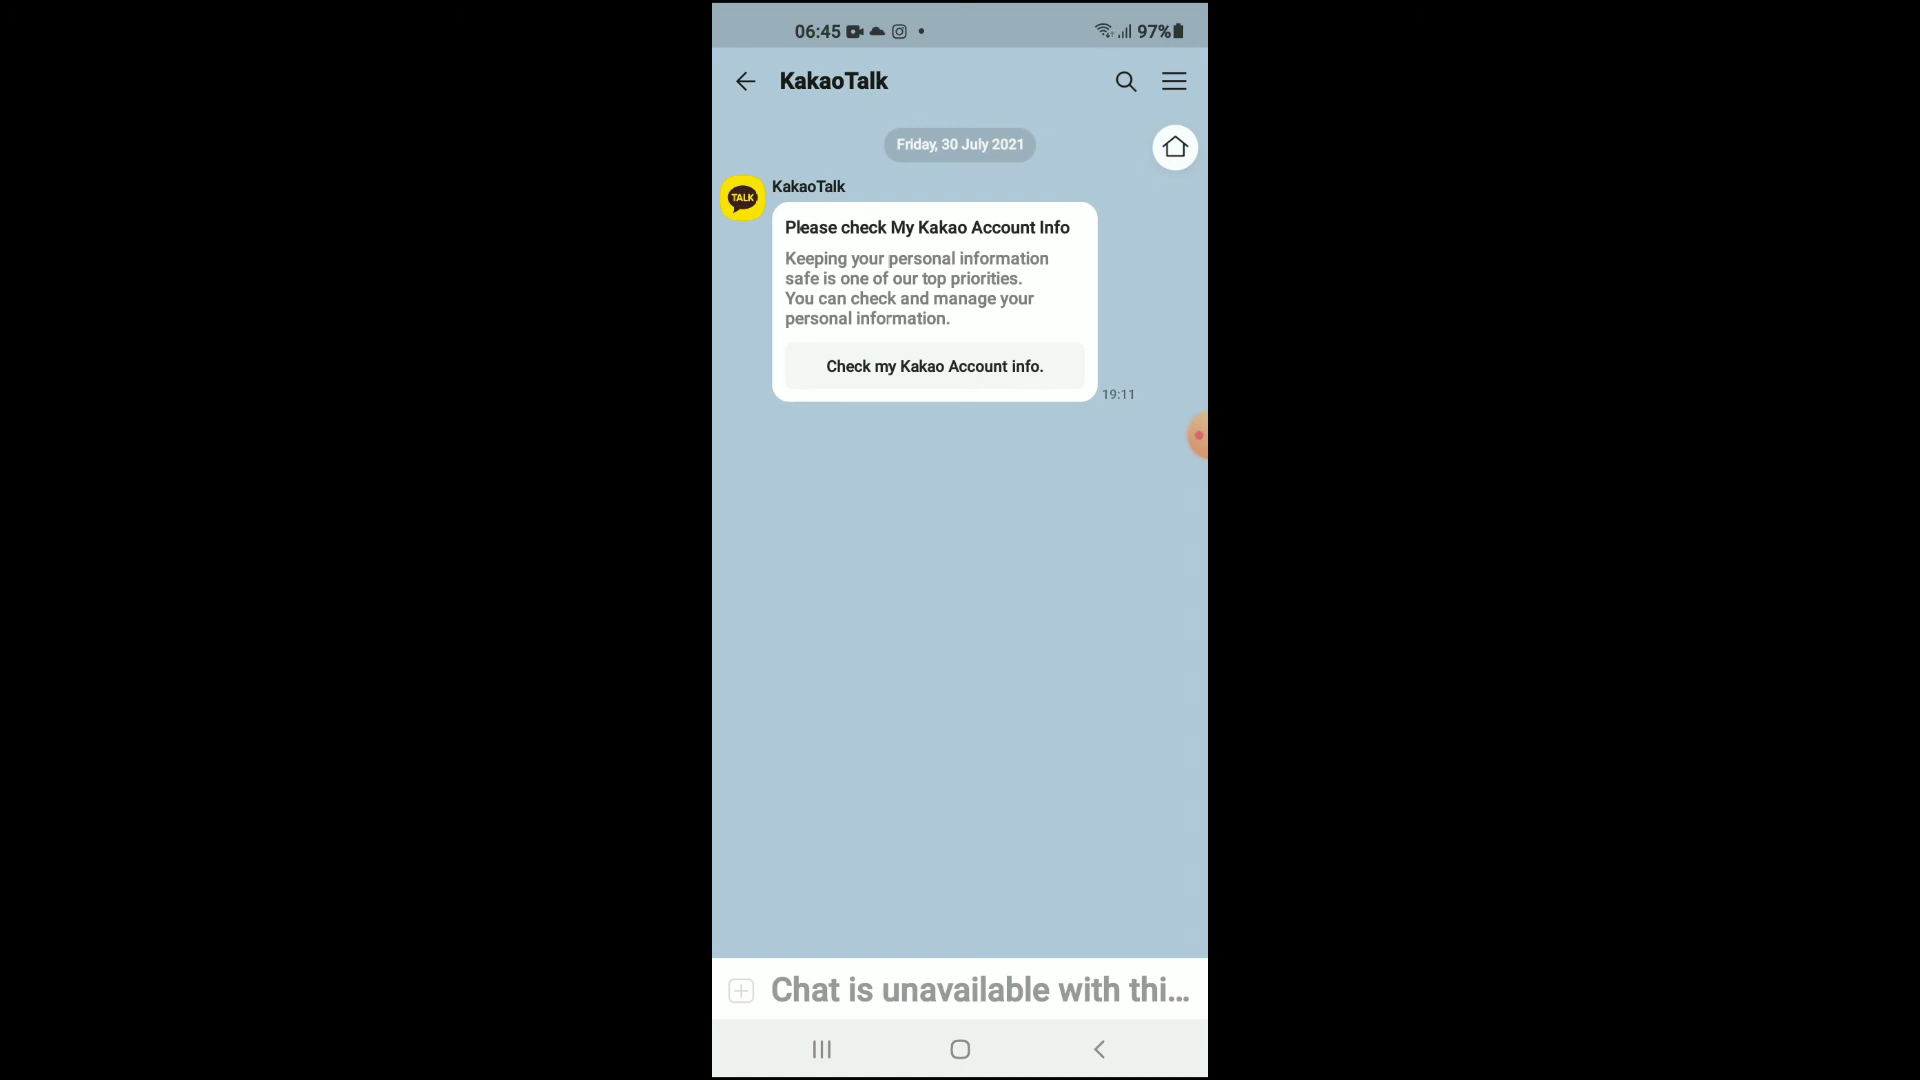 06:45 97%
KakaoTalk
Friday, 30 July 2021
TALK
KakaoTalk
Please check My Kakao Account Info
Keeping your personal information
safe is one of our top priorities.
You can check and manage your
personal information.
Check my Kakao Account info.
19:11
Chat is unavailable with thi...